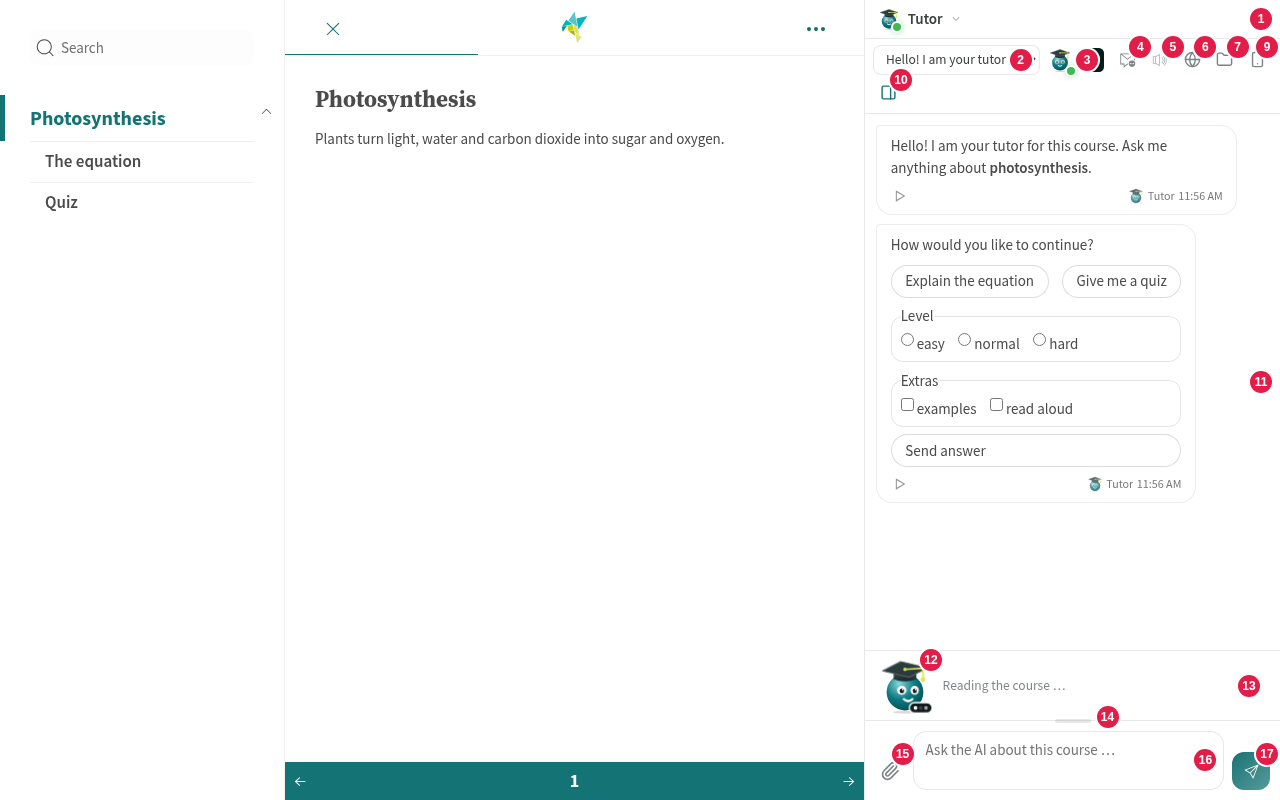 Search
Photosynthesis
The equation
Quiz
Photosynthesis
Plants turn light, water and carbon dioxide into sugar and oxygen.
1
Tutor
1
Hello! I am your tutor
2
3
4
5
6
7
9
10
Hello! I am your tutor for this course. Ask me
anything about photosynthesis.
Tutor 11:56 AM
How would you like to continue?
Explain the equation
Give me a quiz
Level
easy
normal
hard
11
Extras
examples
read aloud
Send answer
Tutor 11:56 AM
12
Reading the course …
13
14
15
Ask the AI about this course …
16
17